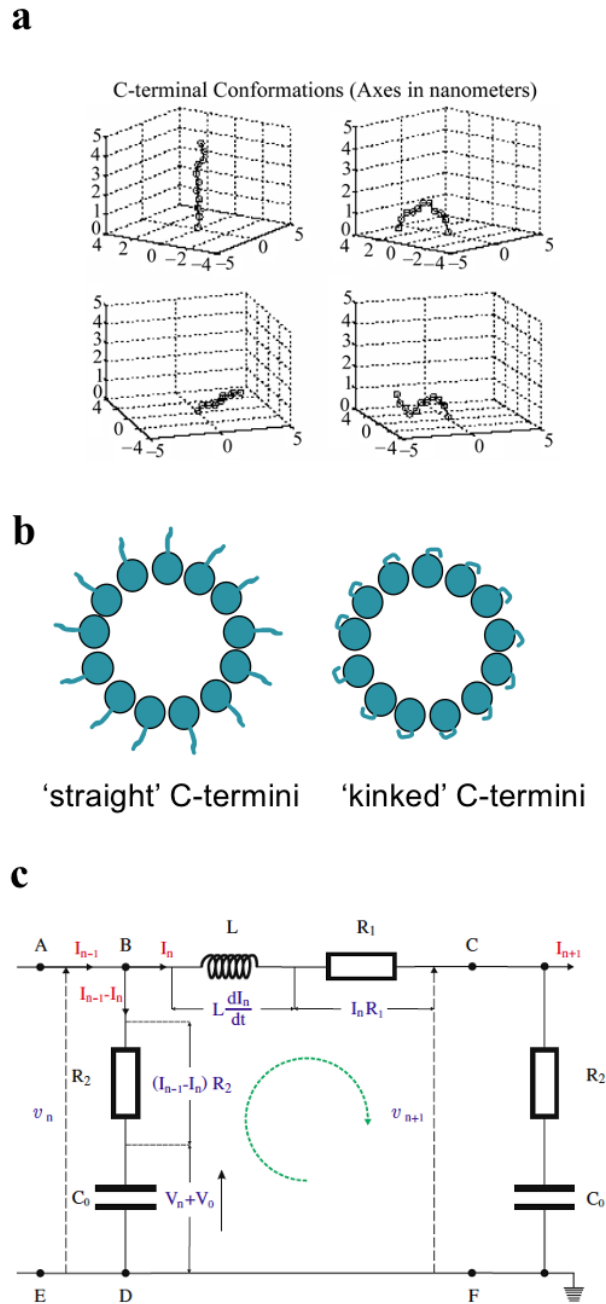 a
C-terminal Conformations (Axes in nanometers)
5
4
3
2
1
0
4 2 0 −2 −4 −5 0 5
5
4
3
2
1
0
4 2 0 −2 −4 −5 0 5
5
4
3
2
1
0
4 0 −4 −5 0 5
5
4
3
2
1
0
4 0 −4 −5 0 5
b
‘straight’ C-termini ‘kinked’ C-termini
c
L R₁
A Iₙ₋₁ B Iₙ C Iₙ₊₁
Iₙ₋₁-Iₙ L dIₙ/dt IₙR₁
R₂ (Iₙ₋₁-Iₙ) R₂ R₂
υₙ υₙ₊₁
C₀ Vₙ+V₀ C₀
E D F